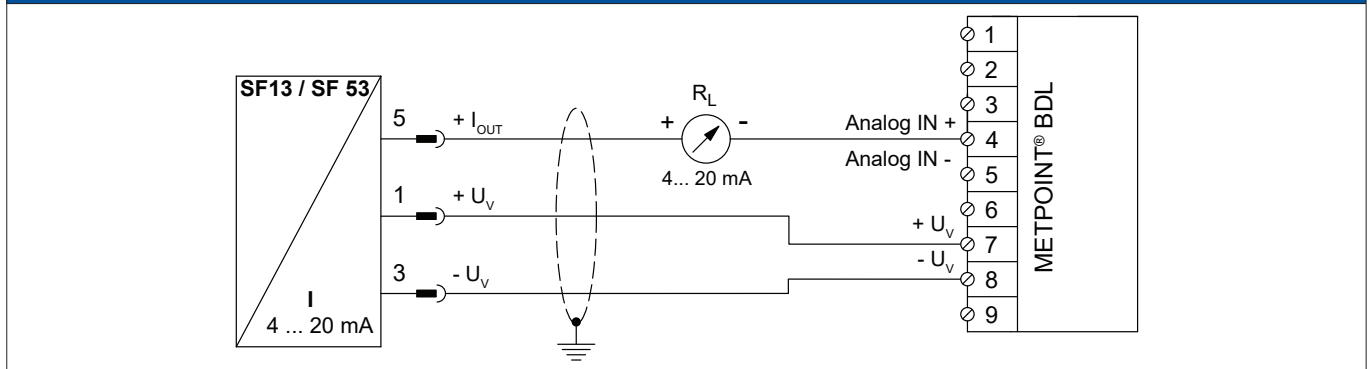 SF13 / SF 53
I
4 ... 20 mA
5
+ I_OUT
1
+ U_V
3
- U_V
R_L
+
-
4... 20 mA
Analog IN +
Analog IN -
+ U_V
- U_V
1
2
3
4
5
6
7
8
9
METPOINT® BDL